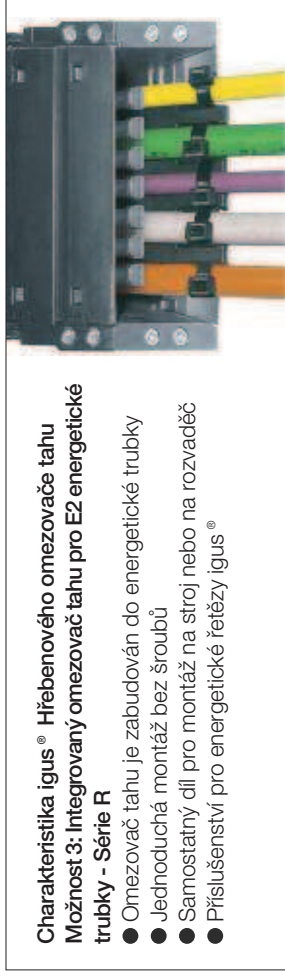 Charakteristika igus® Hřebenového omezovače tahu
Možnost 3: Integrovaný omezovač tahu pro E2 energetické
trubky - Série R
● Omezovač tahu je zabudován do energetické trubky
● Jednoduchá montáž bez šroubů
● Samostatný díl pro montáž na stroj nebo na rozvaděč
● Příslušenství pro energetické řetězy igus®